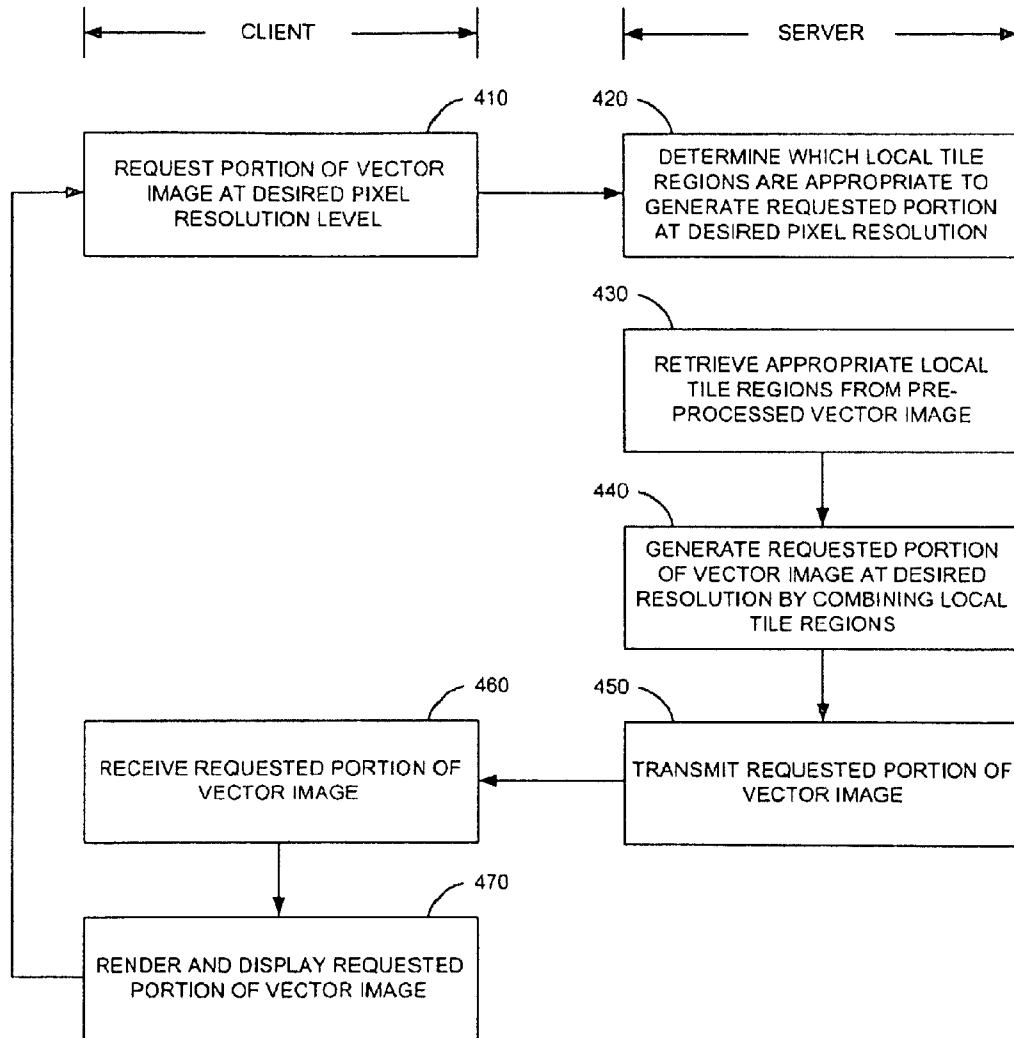 CLIENT
SERVER
410
REQUEST PORTION OF VECTOR
IMAGE AT DESIRED PIXEL
RESOLUTION LEVEL
420
DETERMINE WHICH LOCAL TILE
REGIONS ARE APPROPRIATE TO
GENERATE REQUESTED PORTION
AT DESIRED PIXEL RESOLUTION
430
RETRIEVE APPROPRIATE LOCAL
TILE REGIONS FROM PRE-
PROCESSED VECTOR IMAGE
440
GENERATE REQUESTED PORTION
OF VECTOR IMAGE AT DESIRED
RESOLUTION BY COMBINING LOCAL
TILE REGIONS
450
TRANSMIT REQUESTED PORTION OF
VECTOR IMAGE
460
RECEIVE REQUESTED PORTION OF
VECTOR IMAGE
470
RENDER AND DISPLAY REQUESTED
PORTION OF VECTOR IMAGE